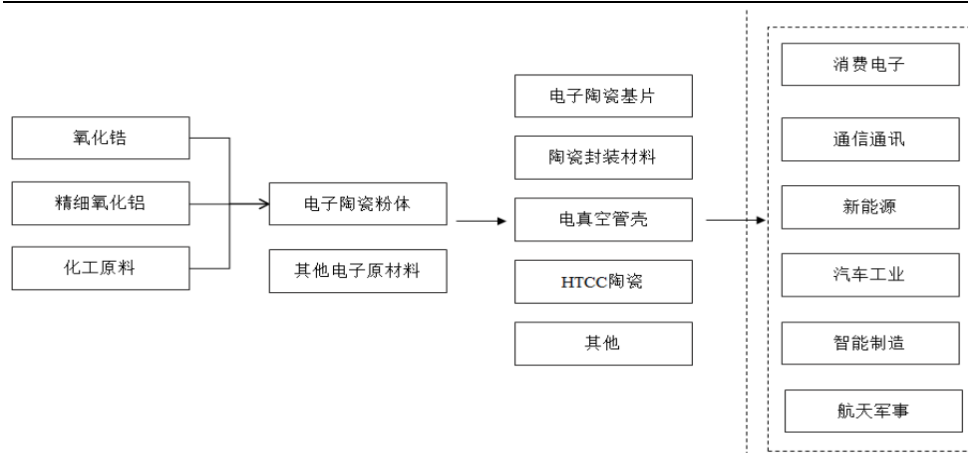 氧化锆
精细氧化铝
化工原料
电子陶瓷粉体
其他电子原材料
电子陶瓷基片
陶瓷封装材料
电真空管壳
HTCC陶瓷
其他
消费电子
通信通讯
新能源
汽车工业
智能制造
航天军事